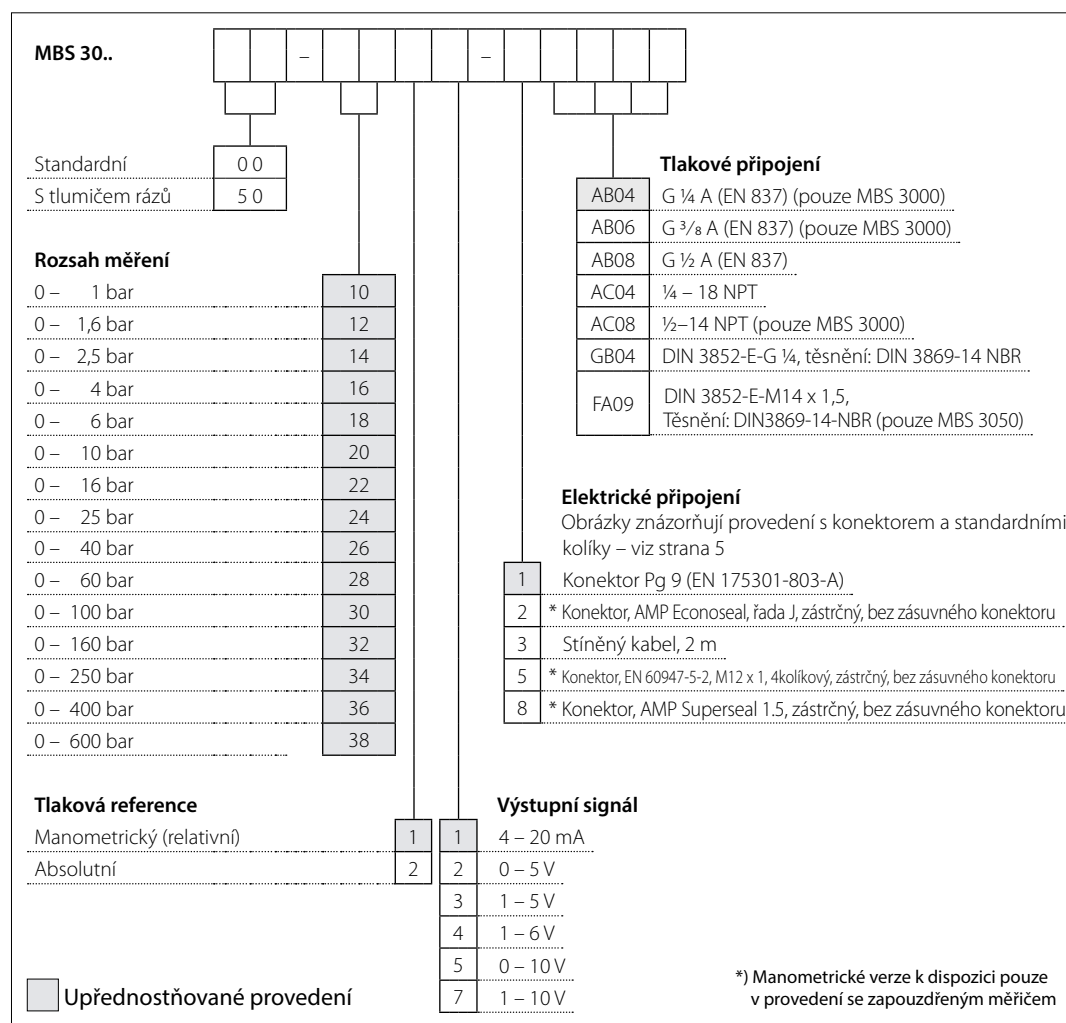 MBS 30.. – –
Standardní 0 0
S tlumičem rázů 5 0
Rozsah měření
0 – 1 bar 10
0 – 1,6 bar 12
0 – 2,5 bar 14
0 – 4 bar 16
0 – 6 bar 18
0 – 10 bar 20
0 – 16 bar 22
0 – 25 bar 24
0 – 40 bar 26
0 – 60 bar 28
0 – 100 bar 30
0 – 160 bar 32
0 – 250 bar 34
0 – 400 bar 36
0 – 600 bar 38
Tlakové připojení
AB04 G ¼ A (EN 837) (pouze MBS 3000)
AB06 G ³/₈ A (EN 837) (pouze MBS 3000)
AB08 G ½ A (EN 837)
AC04 ¼ – 18 NPT
AC08 ½–14 NPT (pouze MBS 3000)
GB04 DIN 3852-E-G ¼, těsnění: DIN 3869-14 NBR
FA09 DIN 3852-E-M14 x 1,5,
Těsnění: DIN3869-14-NBR (pouze MBS 3050)
Elektrické připojení
Obrázky znázorňují provedení s konektorem a standardními
kolíky – viz strana 5
1 Konektor Pg 9 (EN 175301-803-A)
2 * Konektor, AMP Econoseal, řada J, zástrčný, bez zásuvného konektoru
3 Stíněný kabel, 2 m
5 * Konektor, EN 60947-5-2, M12 x 1, 4kolíkový, zástrčný, bez zásuvného konektoru
8 * Konektor, AMP Superseal 1.5, zástrčný, bez zásuvného konektoru
Tlaková reference
Manometrický (relativní) 1
Absolutní 2
Výstupní signál
1 4 – 20 mA
2 0 – 5 V
3 1 – 5 V
4 1 – 6 V
5 0 – 10 V
7 1 – 10 V
Upřednostňované provedení
*) Manometrické verze k dispozici pouze
v provedení se zapouzdřeným měřičem